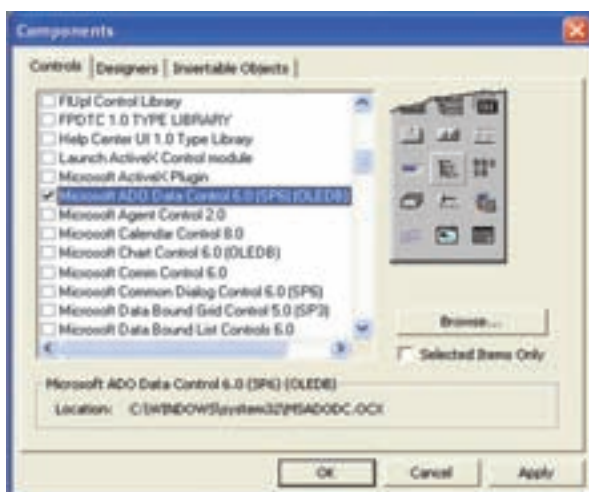 Components
Controls Designers Insertable Objects
FlUpl Control Library
FPDTC 1.0 TYPE LIBRARY
Help Center UI 1.0 Type Library
Launch ActiveX Control module
Microsoft ActiveX Plugin
Microsoft ADO Data Control 6.0 (SP6) (OLEDB)
Microsoft Agent Control 2.0
Microsoft Calendar Control 8.0
Microsoft Chart Control 6.0 (OLEDB)
Microsoft Comm Control 6.0
Microsoft Common Dialog Control 6.0 (SP6)
Microsoft Data Bound Grid Control 5.0 (SP3)
Microsoft Data Bound List Controls 6.0
Browse...
Selected Items Only
Microsoft ADO Data Control 6.0 (SP6) (OLEDB)
Location: C:\WINDOWS\system32\MSADODC.OCX
OK Cancel Apply